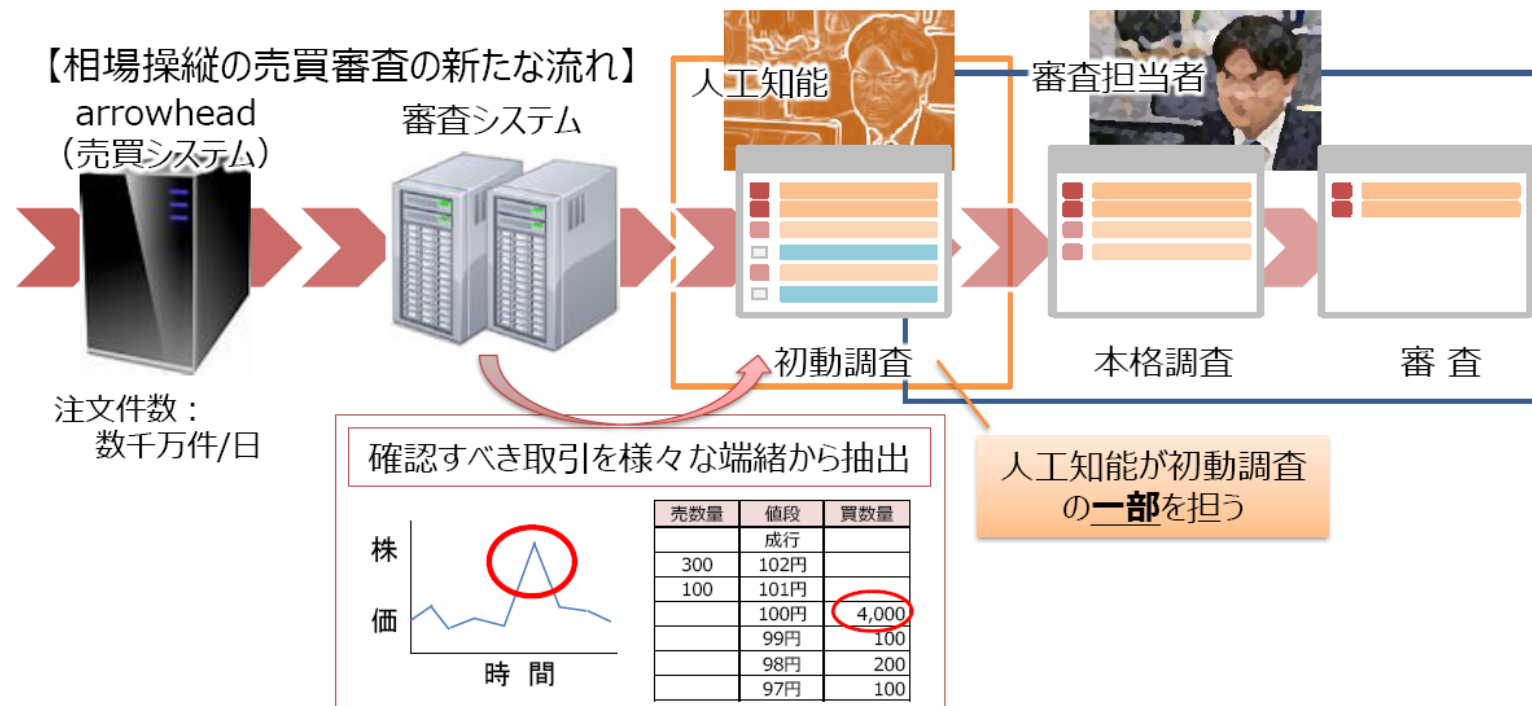 【相場操縦の売買審査の新たな流れ】
arrowhead
（売買システム）
審査システム
人工知能
審査担当者
初動調査
本格調査
審 査
注文件数：
数千万件/日
人工知能が初動調査
の一部を担う
確認すべき取引を様々な端緒から抽出
株
価
時 間
売数量 値段 買数量
成行
300 102円
100 101円
100円 4,000
99円 100
98円 200
97円 100